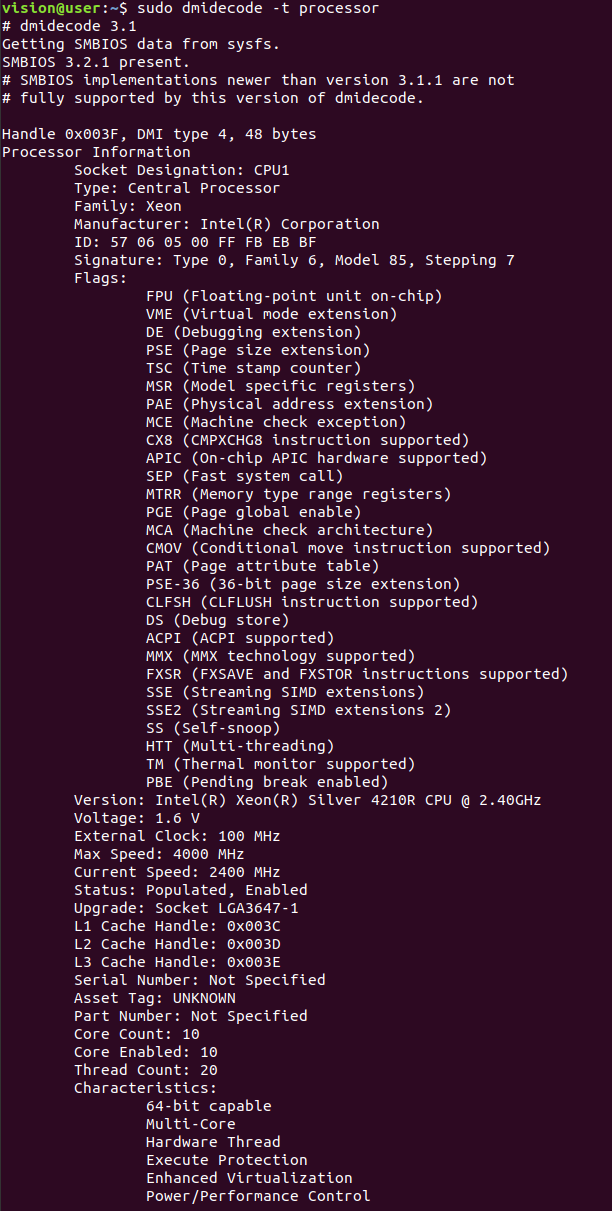 vision@user:~$ sudo dmidecode -t processor
# dmidecode 3.1
Getting SMBIOS data from sysfs.
SMBIOS 3.2.1 present.
# SMBIOS implementations newer than version 3.1.1 are not
# fully supported by this version of dmidecode.

Handle 0x003F, DMI type 4, 48 bytes
Processor Information
        Socket Designation: CPU1
        Type: Central Processor
        Family: Xeon
        Manufacturer: Intel(R) Corporation
        ID: 57 06 05 00 FF FB EB BF
        Signature: Type 0, Family 6, Model 85, Stepping 7
        Flags:
                FPU (Floating-point unit on-chip)
                VME (Virtual mode extension)
                DE (Debugging extension)
                PSE (Page size extension)
                TSC (Time stamp counter)
                MSR (Model specific registers)
                PAE (Physical address extension)
                MCE (Machine check exception)
                CX8 (CMPXCHG8 instruction supported)
                APIC (On-chip APIC hardware supported)
                SEP (Fast system call)
                MTRR (Memory type range registers)
                PGE (Page global enable)
                MCA (Machine check architecture)
                CMOV (Conditional move instruction supported)
                PAT (Page attribute table)
                PSE-36 (36-bit page size extension)
                CLFSH (CLFLUSH instruction supported)
                DS (Debug store)
                ACPI (ACPI supported)
                MMX (MMX technology supported)
                FXSR (FXSAVE and FXSTOR instructions supported)
                SSE (Streaming SIMD extensions)
                SSE2 (Streaming SIMD extensions 2)
                SS (Self-snoop)
                HTT (Multi-threading)
                TM (Thermal monitor supported)
                PBE (Pending break enabled)
        Version: Intel(R) Xeon(R) Silver 4210R CPU @ 2.40GHz
        Voltage: 1.6 V
        External Clock: 100 MHz
        Max Speed: 4000 MHz
        Current Speed: 2400 MHz
        Status: Populated, Enabled
        Upgrade: Socket LGA3647-1
        L1 Cache Handle: 0x003C
        L2 Cache Handle: 0x003D
        L3 Cache Handle: 0x003E
        Serial Number: Not Specified
        Asset Tag: UNKNOWN
        Part Number: Not Specified
        Core Count: 10
        Core Enabled: 10
        Thread Count: 20
        Characteristics:
                64-bit capable
                Multi-Core
                Hardware Thread
                Execute Protection
                Enhanced Virtualization
                Power/Performance Control